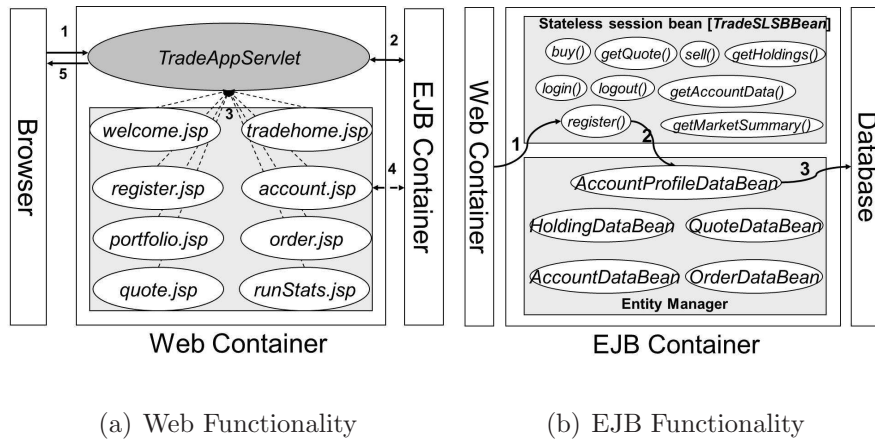 1
5
TradeAppServlet
2
3
welcome.jsp
tradehome.jsp
register.jsp
account.jsp
4
portfolio.jsp
order.jsp
quote.jsp
runStats.jsp
Browser
EJB Container
Web Container
(a) Web Functionality
Stateless session bean [TradeSLSBBean]
buy()
getQuote()
sell()
getHoldings()
login()
logout()
getAccountData()
register()
getMarketSummary()
1
2
3
AccountProfileDataBean
HoldingDataBean
QuoteDataBean
AccountDataBean
OrderDataBean
Entity Manager
Web Container
Database
EJB Container
(b) EJB Functionality